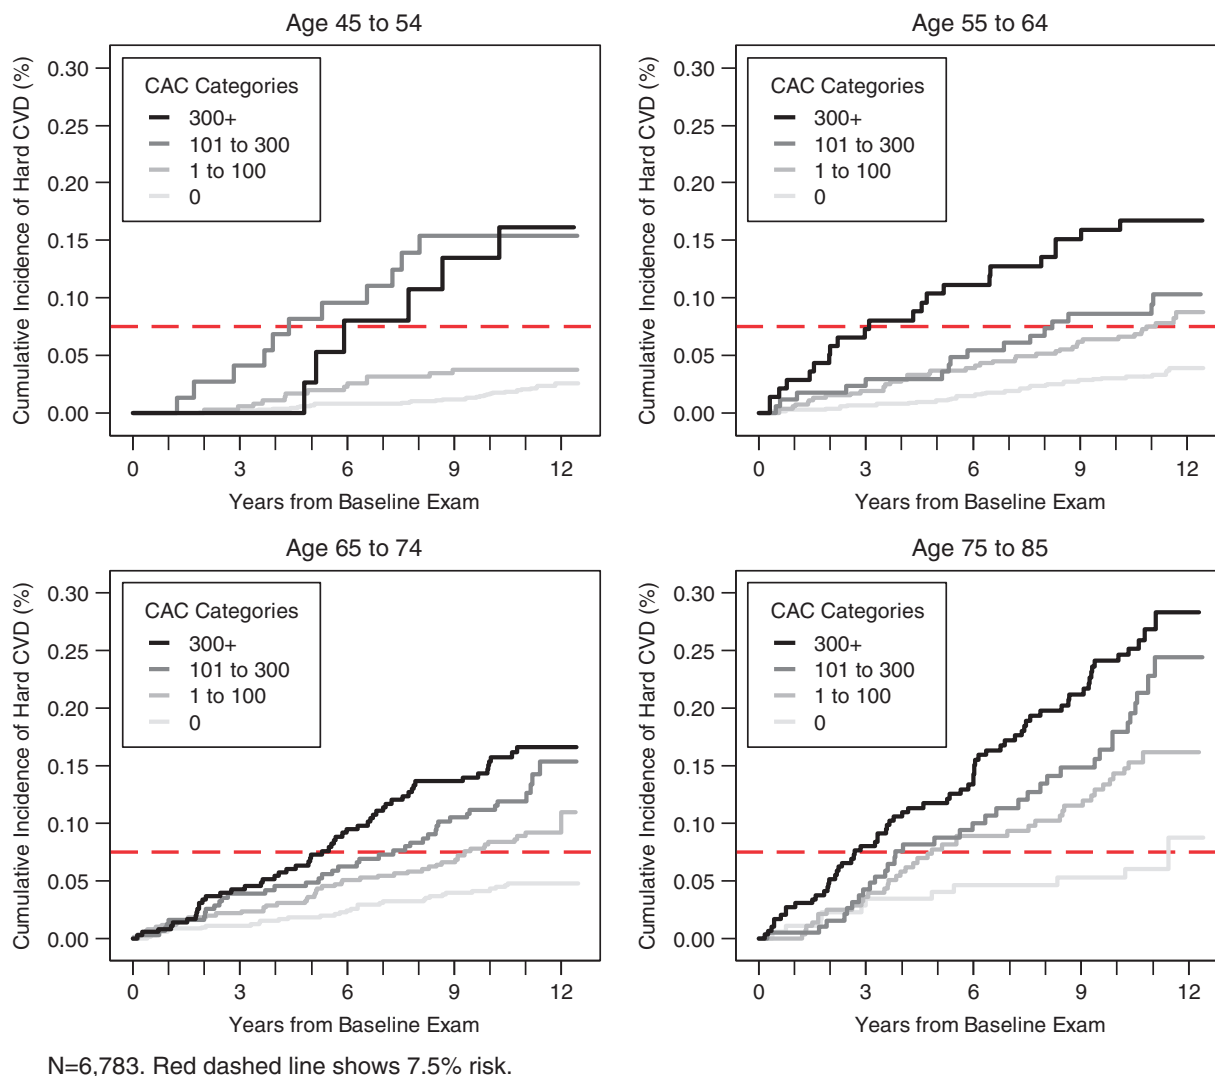 Age 45 to 54
Cumulative Incidence of Hard CVD (%)
0.30
0.25
0.20
0.15
0.10
0.05
0.00
CAC Categories
300+
101 to 300
1 to 100
0
0 3 6 9 12
Years from Baseline Exam
Age 55 to 64
Cumulative Incidence of Hard CVD (%)
0.30
0.25
0.20
0.15
0.10
0.05
0.00
CAC Categories
300+
101 to 300
1 to 100
0
0 3 6 9 12
Years from Baseline Exam
Age 65 to 74
Cumulative Incidence of Hard CVD (%)
0.30
0.25
0.20
0.15
0.10
0.05
0.00
CAC Categories
300+
101 to 300
1 to 100
0
0 3 6 9 12
Years from Baseline Exam
Age 75 to 85
Cumulative Incidence of Hard CVD (%)
0.30
0.25
0.20
0.15
0.10
0.05
0.00
CAC Categories
300+
101 to 300
1 to 100
0
0 3 6 9 12
Years from Baseline Exam
N=6,783. Red dashed line shows 7.5% risk.